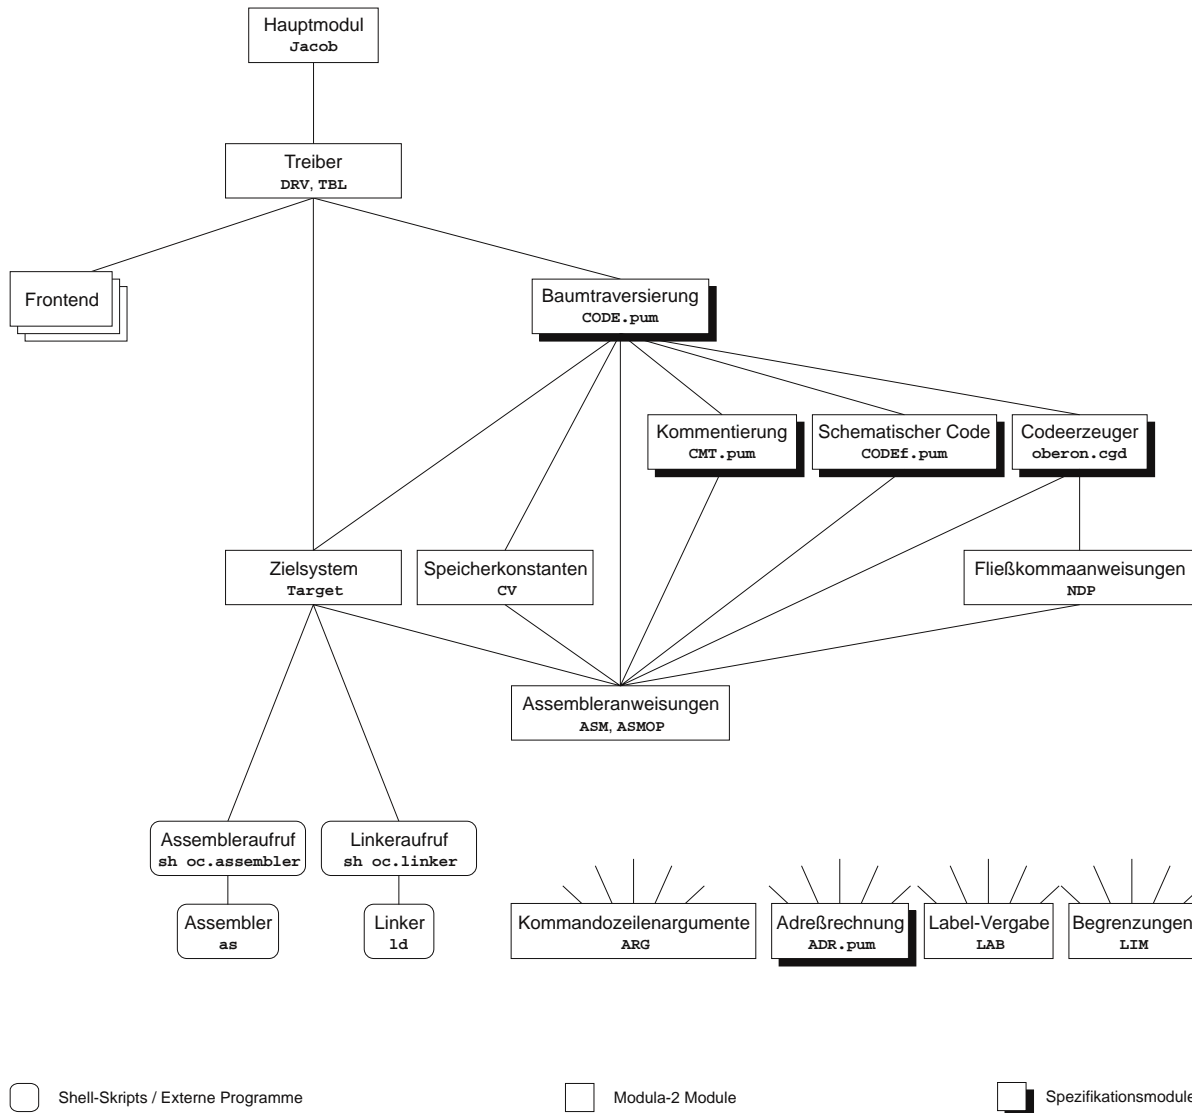 Hauptmodul
Jacob
Treiber
DRV, TBL
Frontend
Baumtraversierung
CODE.pum
Kommentierung
CMT.pum
Schematischer Code
CODEf.pum
Codeerzeuger
oberon.cgd
Zielsystem
Target
Speicherkonstanten
CV
Fließkommaanweisungen
NDP
Assembleranweisungen
ASM, ASMOP
Assembleraufruf
sh oc.assembler
Linkeraufruf
sh oc.linker
Assembler
as
Linker
ld
Kommandozeilenargumente
ARG
Adreßrechnung
ADR.pum
Label-Vergabe
LAB
Begrenzungen
LIM
Shell-Skripts / Externe Programme
Modula-2 Module
Spezifikationsmodule